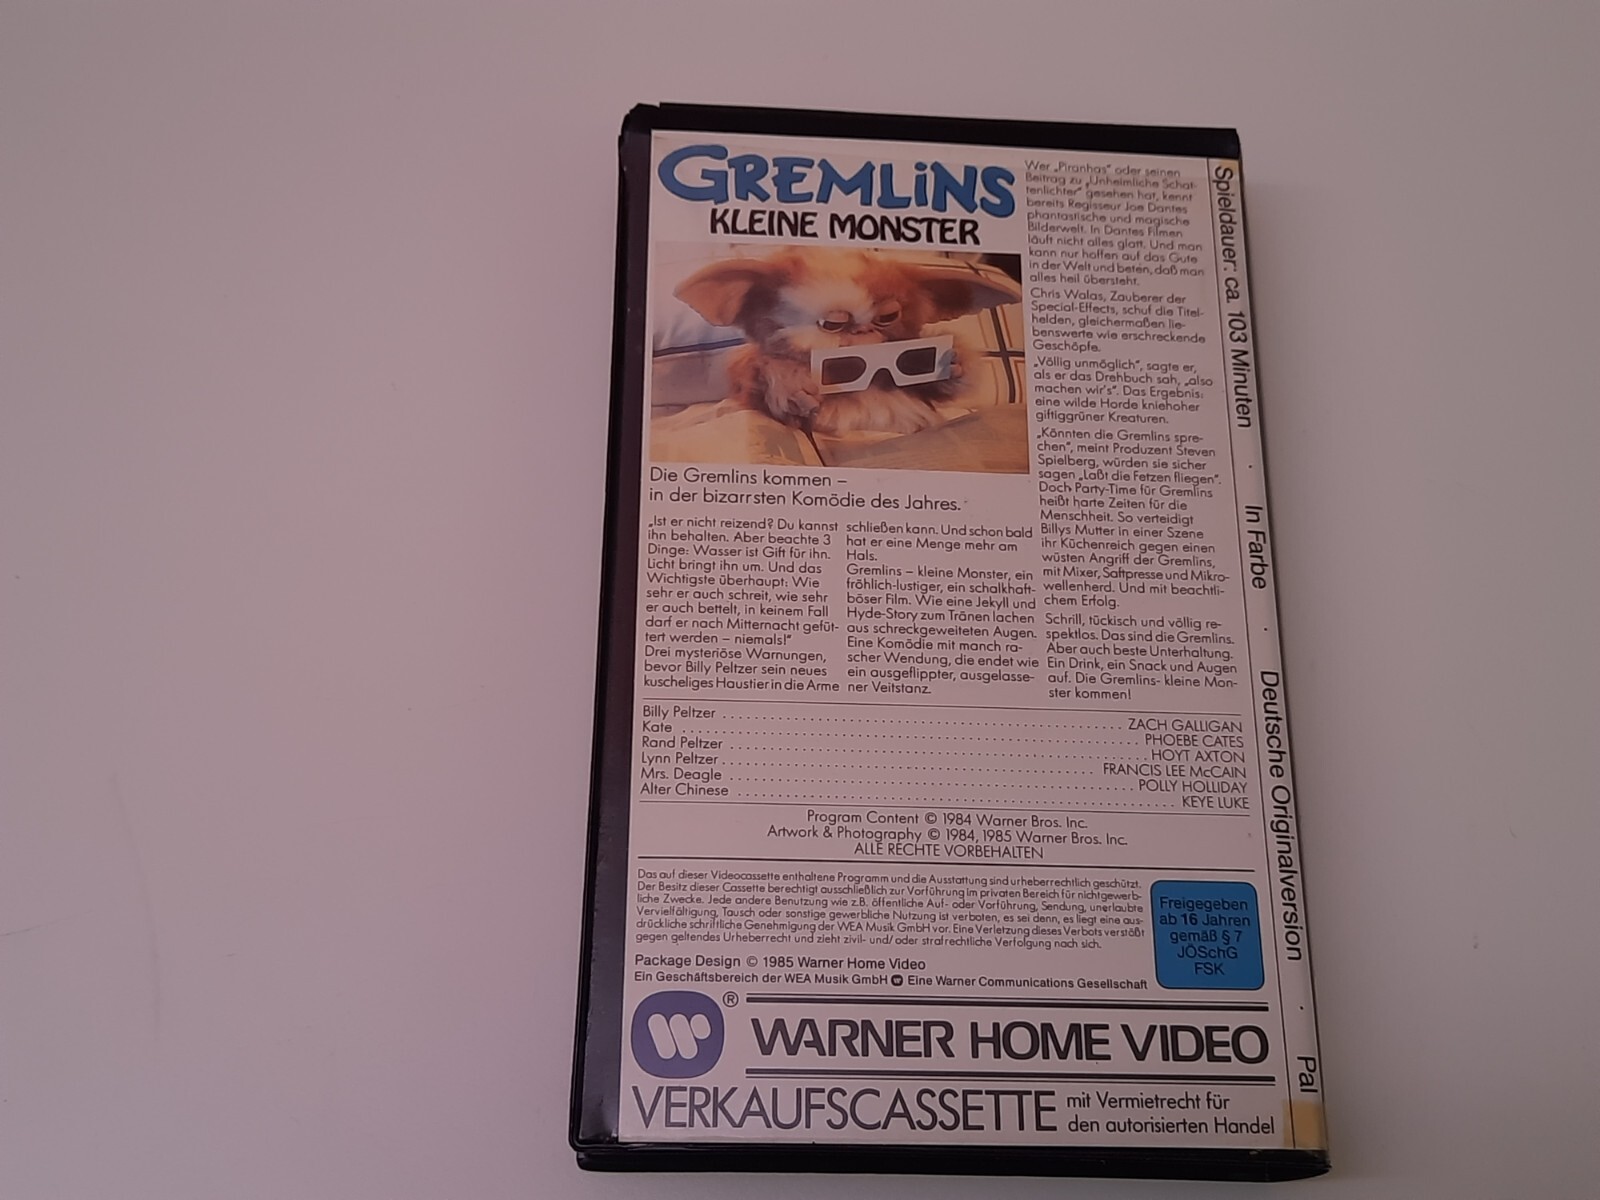 GREMLiNS
KLEINE MONSTER
Die Gremlins kommen –
in der bizarrsten Komödie des Jahres.
„Ist er nicht reizend? Du kannst
ihn behalten. Aber beachte 3
Dinge: Wasser ist Gift für ihn.
Licht bringt ihn um. Und das
Wichtigste überhaupt: Wie
sehr er auch schreit, wie sehr
er auch bettelt, in keinem Fall
darf er nach Mitternacht gefüt-
tert werden – niemals!"
Drei mysteriöse Warnungen,
bevor Billy Peltzer sein neues
kuscheliges Haustier in die Arme
schließen kann. Und schon bald
hat er eine Menge mehr am
Hals.
Gremlins – kleine Monster, ein
fröhlich-lustiger, ein schalkhaft-
böser Film. Wie eine Jekyll und
Hyde-Story zum Tränen lachen
aus schreckgeweiteten Augen.
Eine Komödie mit manch ra-
scher Wendung, die endet wie
ein ausgeflippter, ausgelasse-
ner Veitstanz.
Wer „Piranhas" oder seinen
Beitrag zu „Unheimliche Schat-
tenlichter" gesehen hat, kennt
bereits Regisseur Joe Dantes
phantastische und magische
Bilderwelt. In Dantes Filmen
läuft nicht alles glatt. Und man
kann nur hoffen auf das Gute
in der Welt und beten, daß man
alles heil übersteht.
Chris Walas, Zauberer der
Special-Effects, schuf die Titel-
helden, gleichermaßen lie-
benswerte wie erschreckende
Geschöpfe.
„Völlig unmöglich", sagte er,
als er das Drehbuch sah, „also
machen wir's". Das Ergebnis:
eine wilde Horde kniehoher
giftiggrüner Kreaturen.
„Könnten die Gremlins spre-
chen", meint Produzent Steven
Spielberg, würden sie sicher
sagen „Laßt die Fetzen fliegen".
Doch Party-Time für Gremlins
heißt harte Zeiten für die
Menschheit. So verteidigt
Billys Mutter in einer Szene
ihr Küchenreich gegen einen
wüsten Angriff der Gremlins,
mit Mixer, Saftpresse und Mikro-
wellenherd. Und mit beachtli-
chem Erfolg.
Schrill, tückisch und völlig re-
spektlos. Das sind die Gremlins.
Aber auch beste Unterhaltung.
Ein Drink, ein Snack und Augen
auf. Die Gremlins- kleine Mon-
ster kommen!
Billy Peltzer ... ZACH GALLIGAN
Kate ... PHOEBE CATES
Rand Peltzer ... HOYT AXTON
Lynn Peltzer ... FRANCIS LEE McCAIN
Mrs. Deagle ... POLLY HOLLIDAY
Alter Chinese ... KEYE LUKE
Program Content © 1984 Warner Bros. Inc.
Artwork & Photography © 1984, 1985 Warner Bros. Inc.
ALLE RECHTE VORBEHALTEN
Das auf dieser Videocassette enthaltene Programm und die Ausstattung sind urheberrechtlich geschützt.
Der Besitz dieser Cassette berechtigt ausschließlich zur Vorführung im privaten Bereich für nichtgewerb-
liche Zwecke. Jede andere Benutzung wie z.B. öffentliche Auf- oder Vorführung, Sendung, unerlaubte
Vervielfältigung, Tausch oder sonstige gewerbliche Nutzung ist verboten, es sei denn, es liegt eine aus-
drückliche schriftliche Genehmigung der WEA Musik GmbH vor. Eine Verletzung dieses Verbots verstößt
gegen geltendes Urheberrecht und zieht zivil- und/oder strafrechtliche Verfolgung nach sich.
Package Design © 1985 Warner Home Video
Ein Geschäftsbereich der WEA Musik GmbH Eine Warner Communications Gesellschaft
Freigegeben
ab 16 Jahren
gemäß § 7
JÖSchG
FSK
®
WARNER HOME VIDEO
VERKAUFSCASSETTE
mit Vermietrecht für
den autorisierten Handel
Spieldauer: ca. 103 Minuten · In Farbe · Deutsche Originalversion · Pal